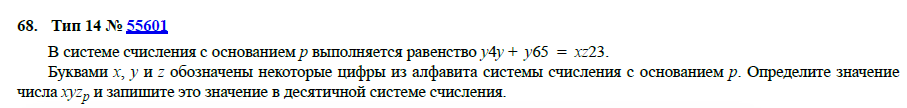 68. Тип 14 № 55601
В системе счисления с основанием p выполняется равенство y4y + y65 = xz23.
Буквами x, y и z обозначены некоторые цифры из алфавита системы счисления с основанием p. Определите значение
числа xyzₚ и запишите это значение в десятичной системе счисления.